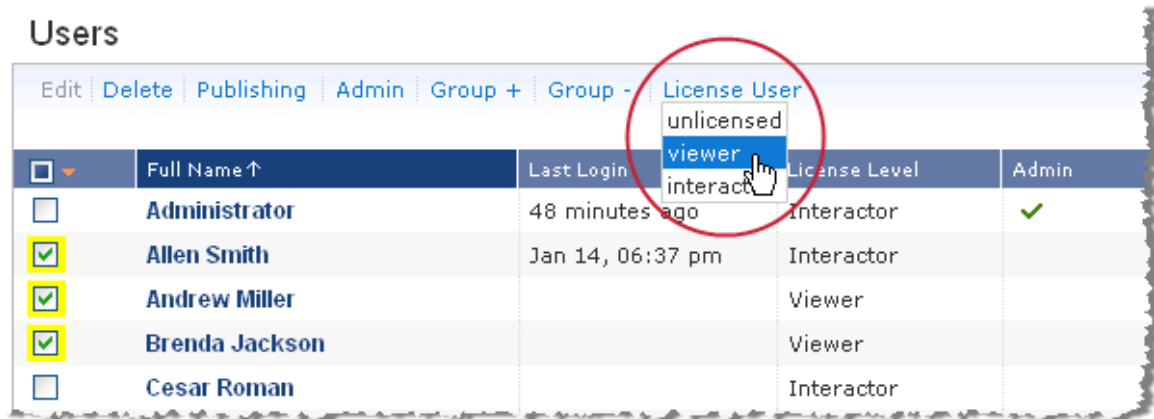 Users
Edit Delete Publishing Admin Group + Group - License User
unlicensed
viewer
interact
Full Name↑ Last Login License Level Admin
Administrator 48 minutes ago Interactor
Allen Smith Jan 14, 06:37 pm Interactor
Andrew Miller Viewer
Brenda Jackson Viewer
Cesar Roman Interactor